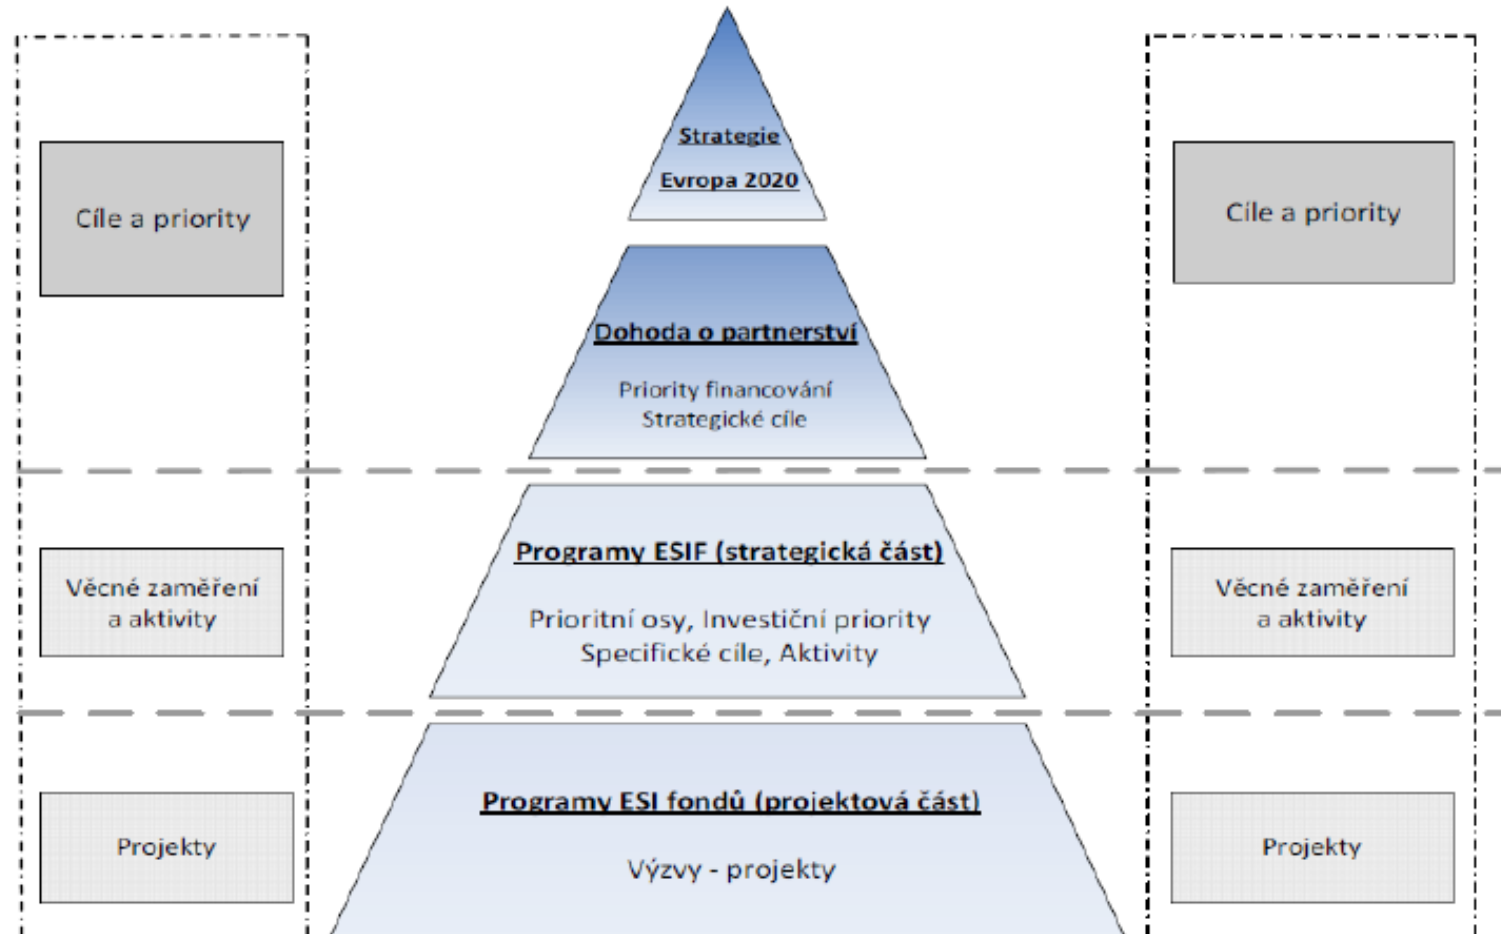 Strategie
Evropa 2020
Cíle a priority
Cíle a priority
Dohoda o partnerství
Priority financování
Strategické cíle
Programy ESIF (strategická část)
Věcné zaměření
a aktivity
Prioritní osy, Investiční priority
Specifické cíle, Aktivity
Věcné zaměření
a aktivity
Programy ESI fondů (projektová část)
Projekty
Výzvy - projekty
Projekty